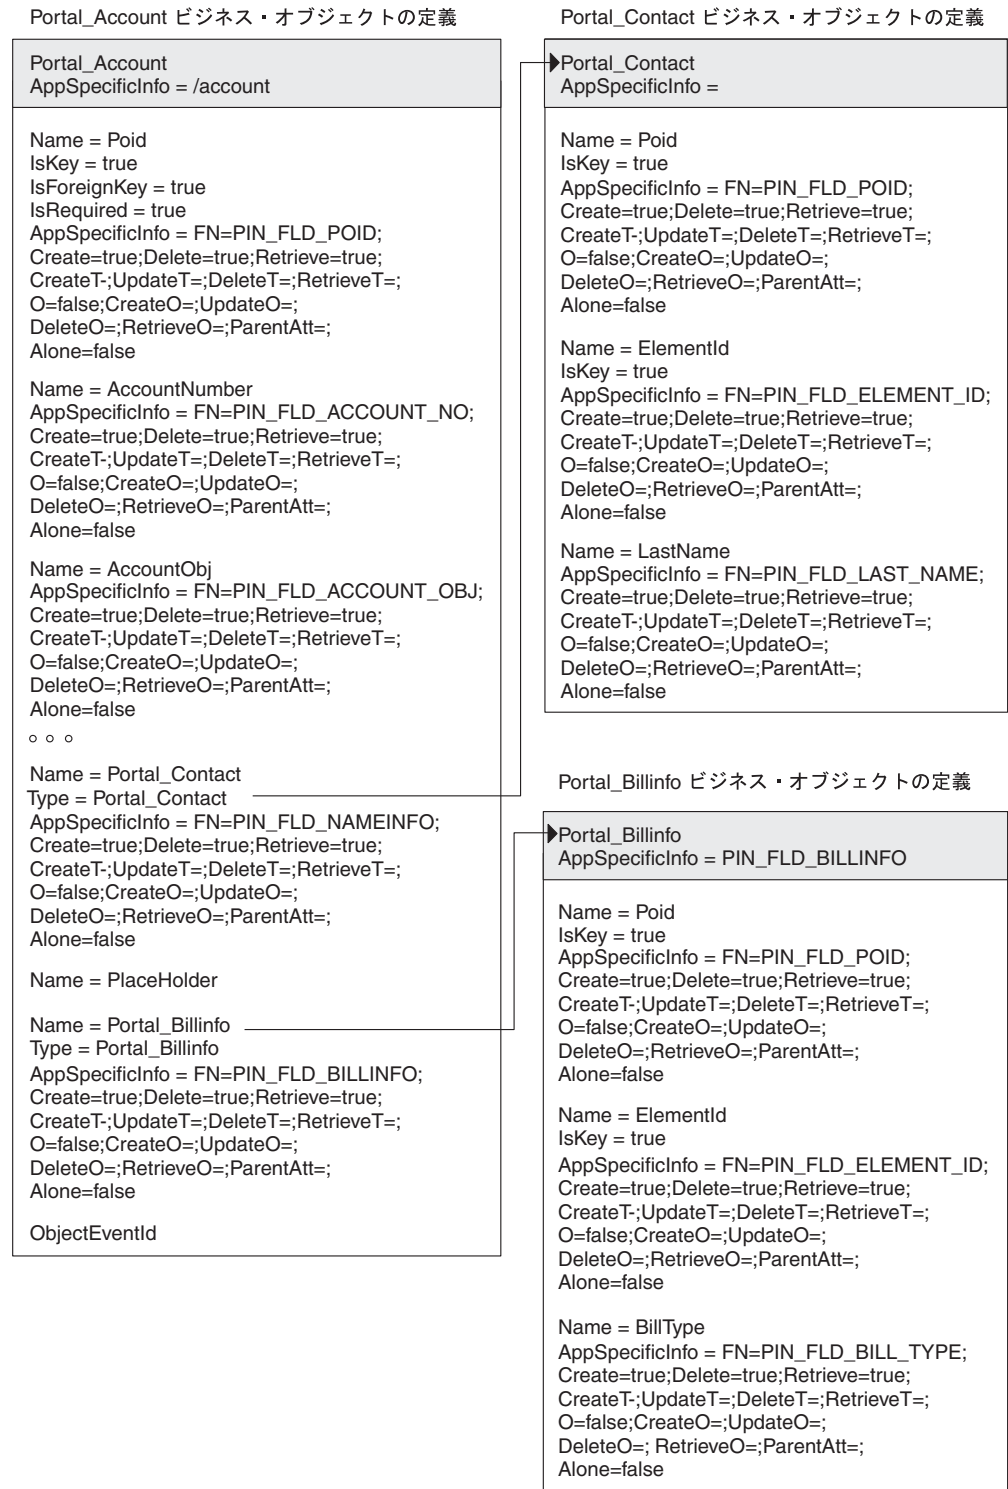 Portal_Account ビジネス・オブジェクトの定義
Portal_Account
AppSpecificInfo = /account
Name = Poid
IsKey = true
IsForeignKey = true
IsRequired = true
AppSpecificInfo = FN=PIN_FLD_POID;
Create=true;Delete=true;Retrieve=true;
CreateT-;UpdateT=;DeleteT=;RetrieveT=;
O=false;CreateO=;UpdateO=;
DeleteO=;RetrieveO=;ParentAtt=;
Alone=false
Name = AccountNumber
AppSpecificInfo = FN=PIN_FLD_ACCOUNT_NO;
Create=true;Delete=true;Retrieve=true;
CreateT-;UpdateT=;DeleteT=;RetrieveT=;
O=false;CreateO=;UpdateO=;
DeleteO=;RetrieveO=;ParentAtt=;
Alone=false
Name = AccountObj
AppSpecificInfo = FN=PIN_FLD_ACCOUNT_OBJ;
Create=true;Delete=true;Retrieve=true;
CreateT-;UpdateT=;DeleteT=;RetrieveT=;
O=false;CreateO=;UpdateO=;
DeleteO=;RetrieveO=;ParentAtt=;
Alone=false
。。。
Name = Portal_Contact
Type = Portal_Contact
AppSpecificInfo = FN=PIN_FLD_NAMEINFO;
Create=true;Delete=true;Retrieve=true;
CreateT-;UpdateT=;DeleteT=;RetrieveT=;
O=false;CreateO=;UpdateO=;
DeleteO=;RetrieveO=;ParentAtt=;
Alone=false
Name = PlaceHolder
Name = Portal_Billinfo
Type = Portal_Billinfo
AppSpecificInfo = FN=PIN_FLD_BILLINFO;
Create=true;Delete=true;Retrieve=true;
CreateT-;UpdateT=;DeleteT=;RetrieveT=;
O=false;CreateO=;UpdateO=;
DeleteO=;RetrieveO=;ParentAtt=;
Alone=false
ObjectEventId
Portal_Contact ビジネス・オブジェクトの定義
Portal_Contact
AppSpecificInfo =
Name = Poid
IsKey = true
AppSpecificInfo = FN=PIN_FLD_POID;
Create=true;Delete=true;Retrieve=true;
CreateT-;UpdateT=;DeleteT=;RetrieveT=;
O=false;CreateO=;UpdateO=;
DeleteO=;RetrieveO=;ParentAtt=;
Alone=false
Name = ElementId
IsKey = true
AppSpecificInfo = FN=PIN_FLD_ELEMENT_ID;
Create=true;Delete=true;Retrieve=true;
CreateT-;UpdateT=;DeleteT=;RetrieveT=;
O=false;CreateO=;UpdateO=;
DeleteO=;RetrieveO=;ParentAtt=;
Alone=false
Name = LastName
AppSpecificInfo = FN=PIN_FLD_LAST_NAME;
Create=true;Delete=true;Retrieve=true;
CreateT-;UpdateT=;DeleteT=;RetrieveT=;
O=false;CreateO=;UpdateO=;
DeleteO=;RetrieveO=;ParentAtt=;
Alone=false
Portal_Billinfo ビジネス・オブジェクトの定義
Portal_Billinfo
AppSpecificInfo = PIN_FLD_BILLINFO
Name = Poid
IsKey = true
AppSpecificInfo = FN=PIN_FLD_POID;
Create=true;Delete=true;Retrieve=true;
CreateT-;UpdateT=;DeleteT=;RetrieveT=;
O=false;CreateO=;UpdateO=;
DeleteO=;RetrieveO=;ParentAtt=;
Alone=false
Name = ElementId
IsKey = true
AppSpecificInfo = FN=PIN_FLD_ELEMENT_ID;
Create=true;Delete=true;Retrieve=true;
CreateT-;UpdateT=;DeleteT=;RetrieveT=;
O=false;CreateO=;UpdateO=;
DeleteO=;RetrieveO=;ParentAtt=;
Alone=false
Name = BillType
AppSpecificInfo = FN=PIN_FLD_BILL_TYPE;
Create=true;Delete=true;Retrieve=true;
CreateT-;UpdateT=;DeleteT=;RetrieveT=;
O=false;CreateO=;UpdateO=;
DeleteO=; RetrieveO=;ParentAtt=;
Alone=false